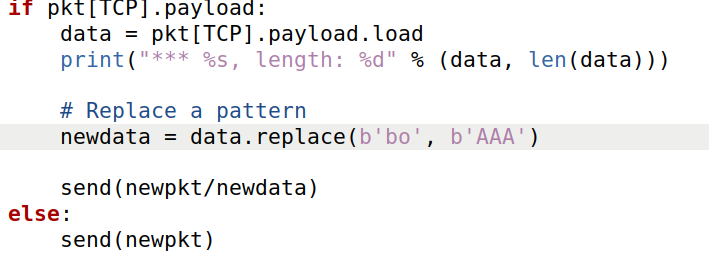 if pkt[TCP].payload:
    data = pkt[TCP].payload.load
    print("*** %s, length: %d" % (data, len(data)))
    # Replace a pattern
    newdata = data.replace(b'bo', b'AAA')
    send(newpkt/newdata)
else:
    send(newpkt)